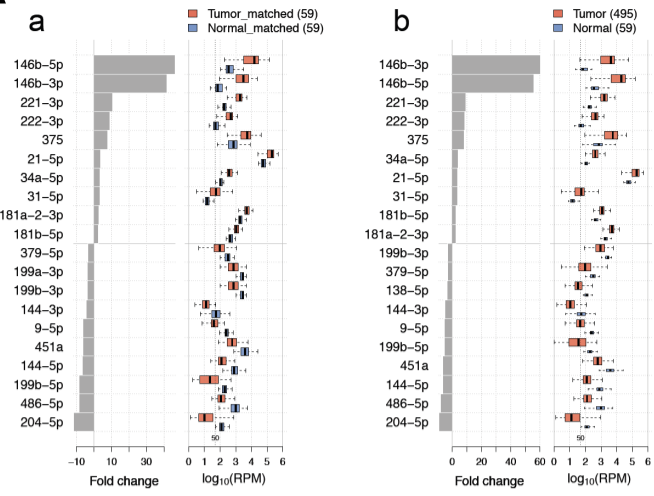 a
Tumor_matched (59)
Normal_matched (59)
146b−5p
146b−3p
221−3p
222−3p
375
21−5p
34a−5p
31−5p
181a−2−3p
181b−5p
379−5p
199a−3p
199b−3p
144−3p
9−5p
451a
144−5p
199b−5p
486−5p
204−5p
50
−10 0 10 30
0 1 2 3 4 5 6
Fold change
log10(RPM)
b
Tumor (495)
Normal (59)
146b−3p
146b−5p
221−3p
222−3p
375
34a−5p
21−5p
31−5p
181b−5p
181a−2−3p
199b−3p
379−5p
138−5p
144−3p
9−5p
199b−5p
451a
144−5p
486−5p
204−5p
50
0 20 40 60
0 1 2 3 4 5 6
Fold change
log10(RPM)